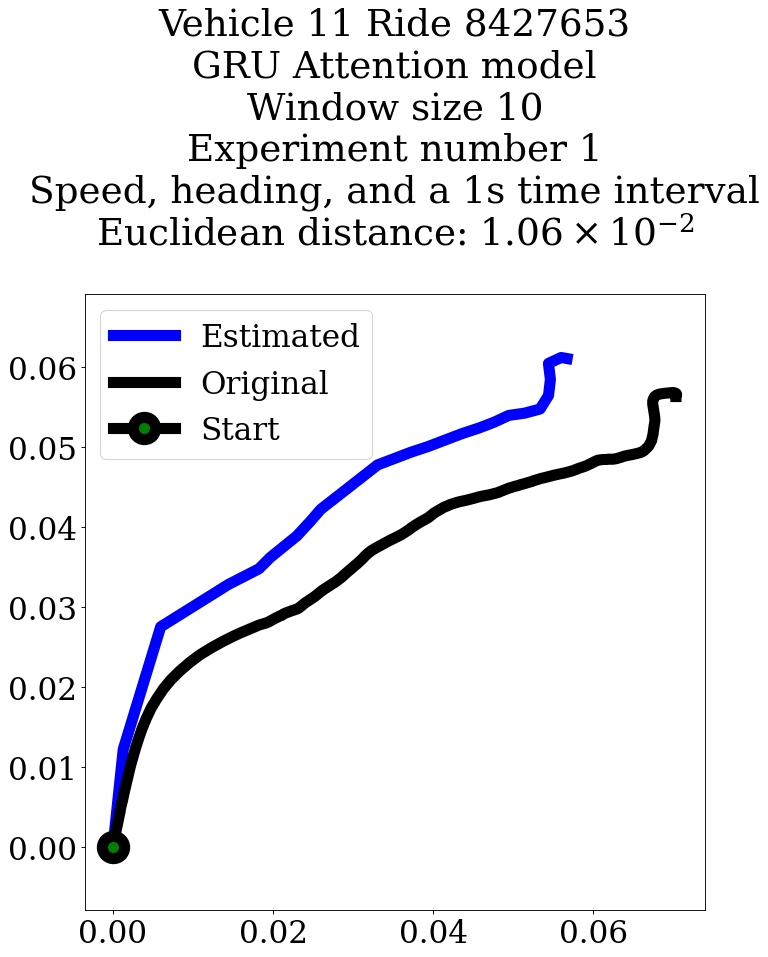 Vehicle 11 Ride 8427653
GRU Attention model
Window size 10
Experiment number 1
Speed, heading, and a 1s time interval
Euclidean distance: 1.06 × 10⁻²
Estimated
Original
Start
0.06
0.05
0.04
0.03
0.02
0.01
0.00
0.00 0.02 0.04 0.06